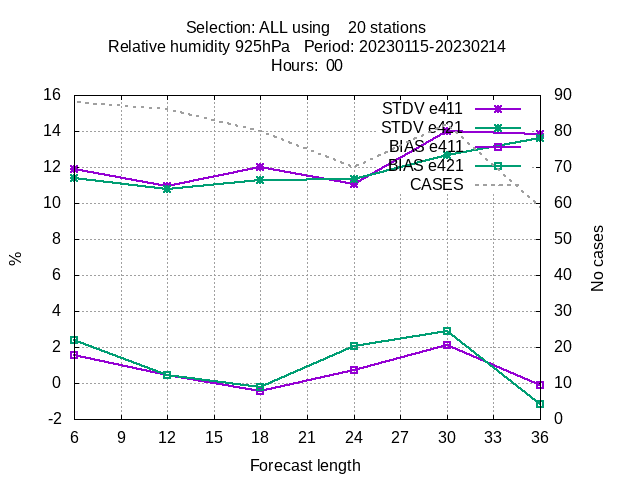 Selection: ALL using 20 stations
Relative humidity 925hPa Period: 20230115-20230214
Hours: 00
16 90
STDV e411
14 STDV e421 80
BIAS e411
12 BIAS e421 70
CASES
10 60
8 50
% No cases
6 40
4 30
2 20
0 10
-2 0
6 9 12 15 18 21 24 27 30 33 36
Forecast length